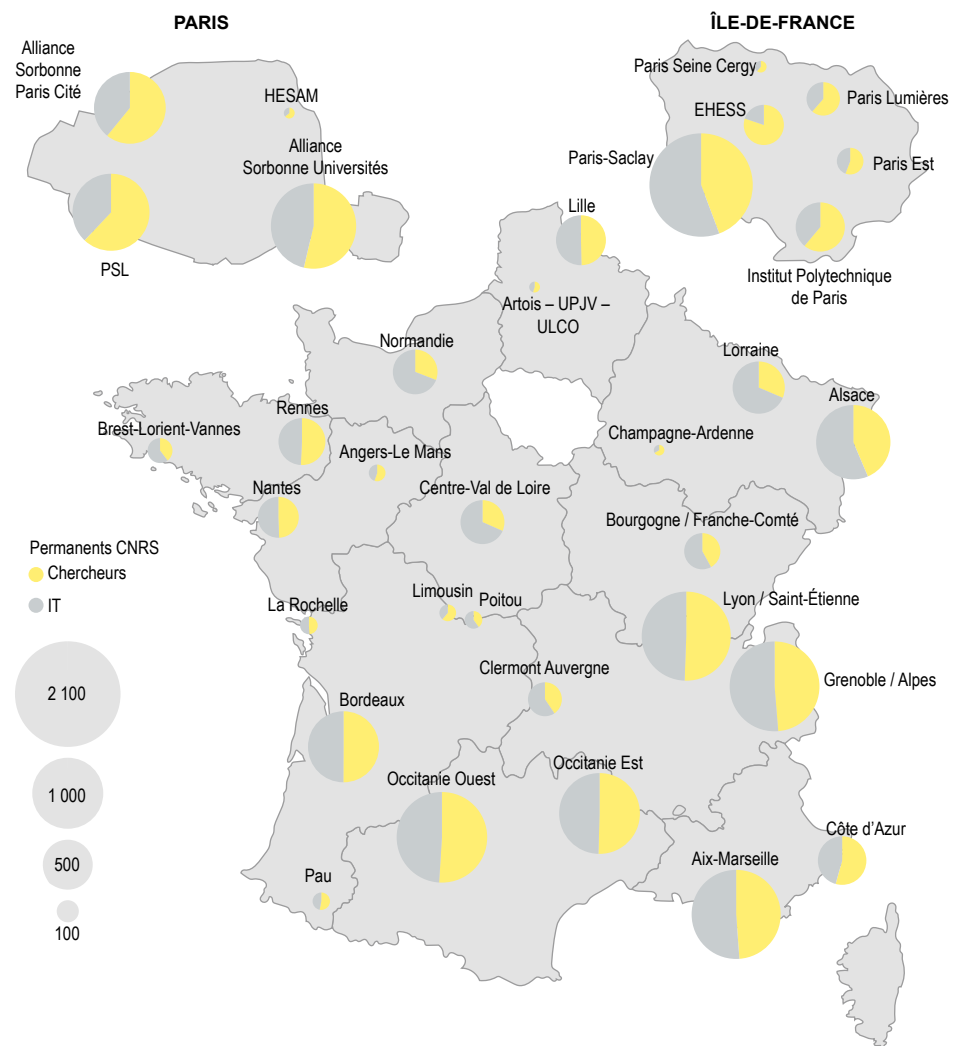 PARIS
ÎLE-DE-FRANCE
Alliance
Sorbonne
Paris Cité
HESAM
Alliance
Sorbonne Universités
PSL
Paris Seine Cergy
Paris Lumières
EHESS
Paris-Saclay
Paris Est
Institut Polytechnique
de Paris
Lille
Artois – UPJV –
ULCO
Normandie
Lorraine
Alsace
Rennes
Brest-Lorient-Vannes
Angers-Le Mans
Champagne-Ardenne
Nantes
Centre-Val de Loire
Bourgogne / Franche-Comté
Permanents CNRS
Chercheurs
IT
La Rochelle
Limousin
Poitou
Lyon / Saint-Étienne
Clermont Auvergne
Grenoble / Alpes
2 100
Bordeaux
Occitanie Ouest
Occitanie Est
1 000
Côte d'Azur
Aix-Marseille
500
Pau
100